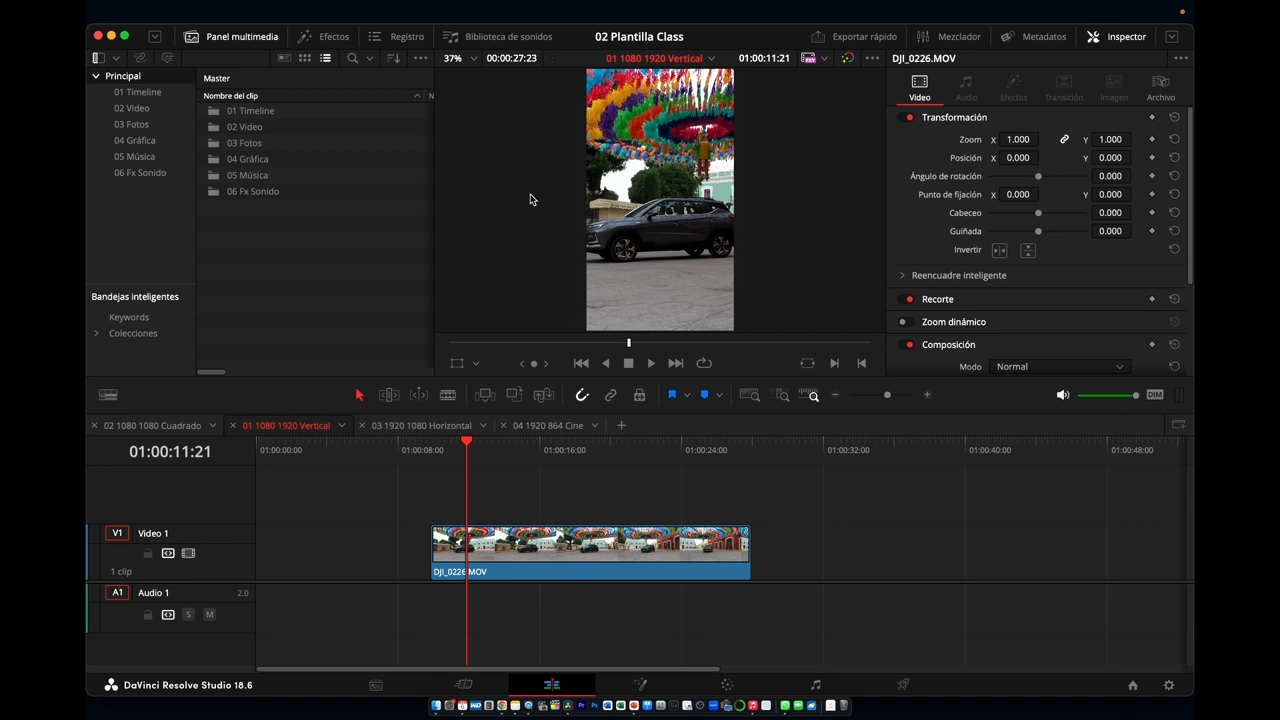 Panel multimedia
Efectos
Registro
Biblioteca de sonidos
02 Plantilla Class
Exportar rápido
Mezclador
Metadatos
Inspector
37%
00:00:27:23
01 1080 1920 Vertical
01:00:11:21
DJI_0226.MOV
Principal
01 Timeline
02 Video
03 Fotos
04 Gráfica
05 Música
06 Fx Sonido
Master
Nombre del clip
N
01 Timeline
02 Video
03 Fotos
04 Gráfica
05 Música
06 Fx Sonido
Bandejas inteligentes
Keywords
Colecciones
Video
Audio
Efectos
Transición
Imagen
Archivo
Transformación
Zoom X 1.000 Y 1.000
Posición X 0.000 Y 0.000
Ángulo de rotación 0.000
Punto de fijación X 0.000 Y 0.000
Cabeceo 0.000
Guiñada 0.000
Invertir
Reencuadre inteligente
Recorte
Zoom dinámico
Composición
Modo Normal
DIM
02 1080 1080 Cuadrado
01 1080 1920 Vertical
03 1920 1080 Horizontal
04 1920 864 Cine
01:00:11:21
01:00:00:00
01:00:08:00
01:00:16:00
01:00:24:00
01:00:32:00
01:00:40:00
01:00:48:00
V1 Video 1
1 clip
DJI_0226.MOV
A1 Audio 1 2.0
S M
DaVinci Resolve Studio 18.6